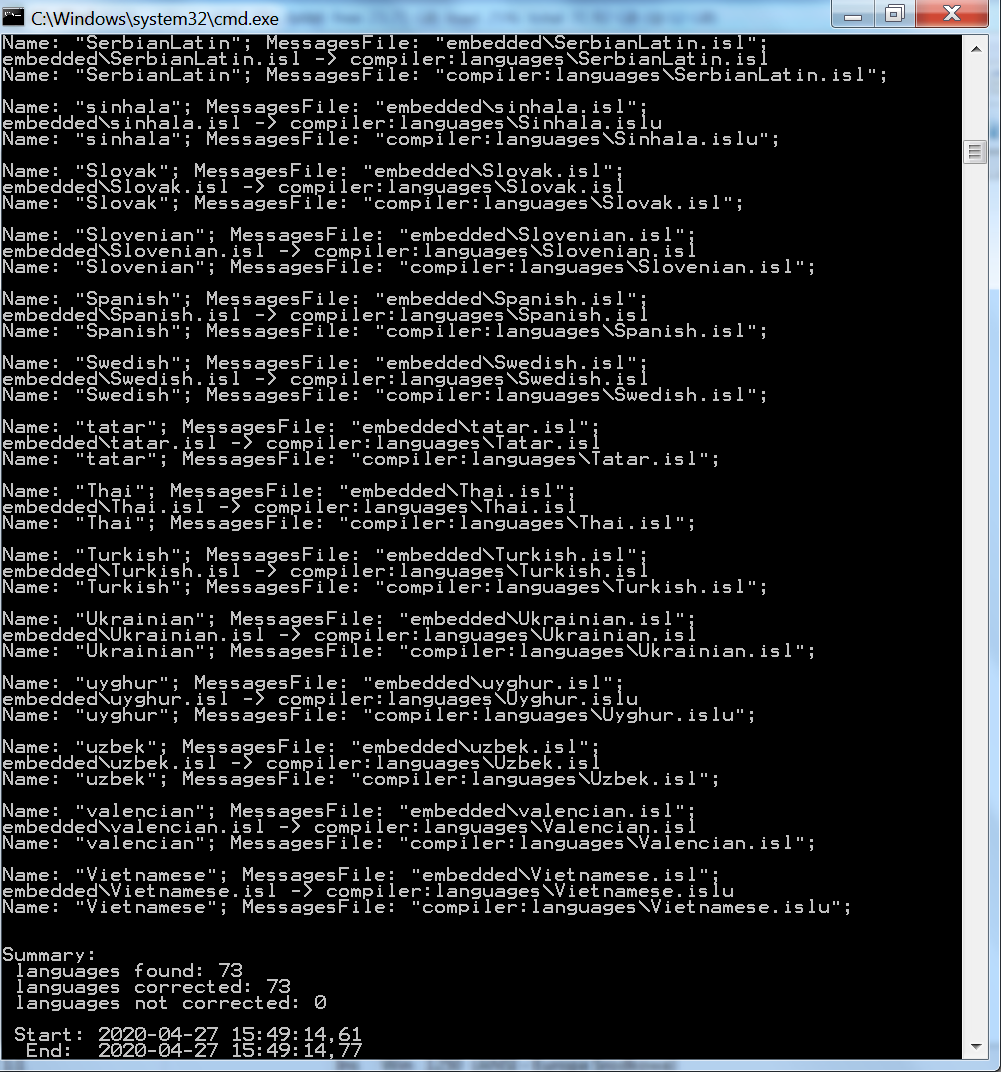 C:\Windows\system32\cmd.exe
Name: "SerbianLatin"; MessagesFile: "embedded\SerbianLatin.isl";
embedded\SerbianLatin.isl -> compiler:languages\SerbianLatin.isl
Name: "SerbianLatin"; MessagesFile: "compiler:languages\SerbianLatin.isl";
Name: "sinhala"; MessagesFile: "embedded\sinhala.isl";
embedded\sinhala.isl -> compiler:languages\Sinhala.islu
Name: "sinhala"; MessagesFile: "compiler:languages\Sinhala.islu";
Name: "Slovak"; MessagesFile: "embedded\Slovak.isl";
embedded\Slovak.isl -> compiler:languages\Slovak.isl
Name: "Slovak"; MessagesFile: "compiler:languages\Slovak.isl";
Name: "Slovenian"; MessagesFile: "embedded\Slovenian.isl";
embedded\Slovenian.isl -> compiler:languages\Slovenian.isl
Name: "Slovenian"; MessagesFile: "compiler:languages\Slovenian.isl";
Name: "Spanish"; MessagesFile: "embedded\Spanish.isl";
embedded\Spanish.isl -> compiler:languages\Spanish.isl
Name: "Spanish"; MessagesFile: "compiler:languages\Spanish.isl";
Name: "Swedish"; MessagesFile: "embedded\Swedish.isl";
embedded\Swedish.isl -> compiler:languages\Swedish.isl
Name: "Swedish"; MessagesFile: "compiler:languages\Swedish.isl";
Name: "tatar"; MessagesFile: "embedded\tatar.isl";
embedded\tatar.isl -> compiler:languages\Tatar.isl
Name: "tatar"; MessagesFile: "compiler:languages\Tatar.isl";
Name: "Thai"; MessagesFile: "embedded\Thai.isl";
embedded\Thai.isl -> compiler:languages\Thai.isl
Name: "Thai"; MessagesFile: "compiler:languages\Thai.isl";
Name: "Turkish"; MessagesFile: "embedded\Turkish.isl";
embedded\Turkish.isl -> compiler:languages\Turkish.isl
Name: "Turkish"; MessagesFile: "compiler:languages\Turkish.isl";
Name: "Ukrainian"; MessagesFile: "embedded\Ukrainian.isl";
embedded\Ukrainian.isl -> compiler:languages\Ukrainian.isl
Name: "Ukrainian"; MessagesFile: "compiler:languages\Ukrainian.isl";
Name: "uyghur"; MessagesFile: "embedded\uyghur.isl";
embedded\uyghur.isl -> compiler:languages\Uyghur.islu
Name: "uyghur"; MessagesFile: "compiler:languages\Uyghur.islu";
Name: "uzbek"; MessagesFile: "embedded\uzbek.isl";
embedded\uzbek.isl -> compiler:languages\Uzbek.isl
Name: "uzbek"; MessagesFile: "compiler:languages\Uzbek.isl";
Name: "valencian"; MessagesFile: "embedded\valencian.isl";
embedded\valencian.isl -> compiler:languages\Valencian.isl
Name: "valencian"; MessagesFile: "compiler:languages\Valencian.isl";
Name: "Vietnamese"; MessagesFile: "embedded\Vietnamese.isl";
embedded\Vietnamese.isl -> compiler:languages\Vietnamese.islu
Name: "Vietnamese"; MessagesFile: "compiler:languages\Vietnamese.islu";
Summary:
languages found: 73
languages corrected: 73
languages not corrected: 0
Start: 2020-04-27 15:49:14,61
End: 2020-04-27 15:49:14,77